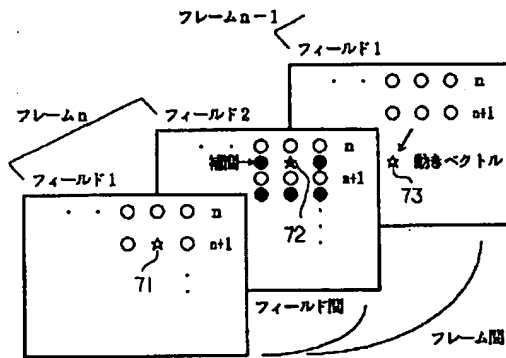 フレームn－1
フィールド1
n
n+1
動きベクトル
73
フレームn
フィールド2
n
補間
n+1
72
フィールド1
n
n+1
71
フィールド間
フレーム間